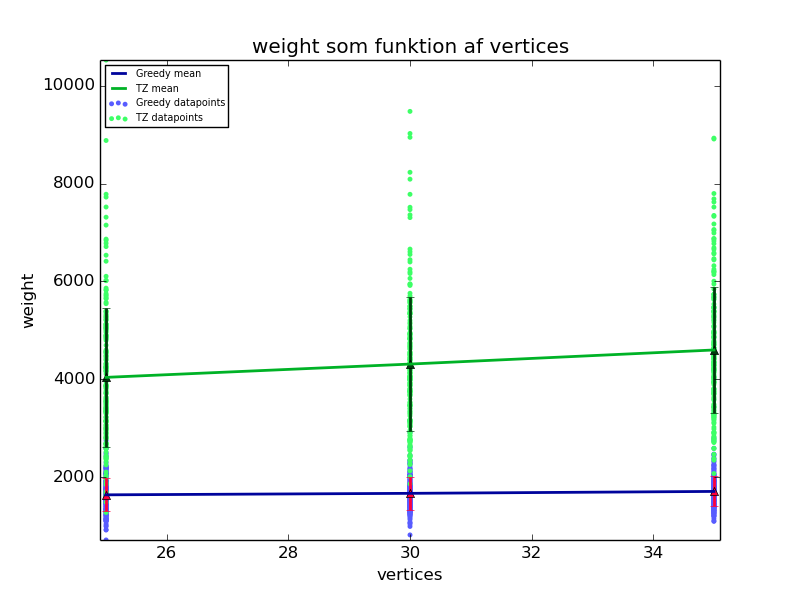 weight som funktion af vertices
Greedy mean
TZ mean
Greedy datapoints
TZ datapoints
10000
8000
6000
4000
2000
weight
26
28
30
32
34
vertices